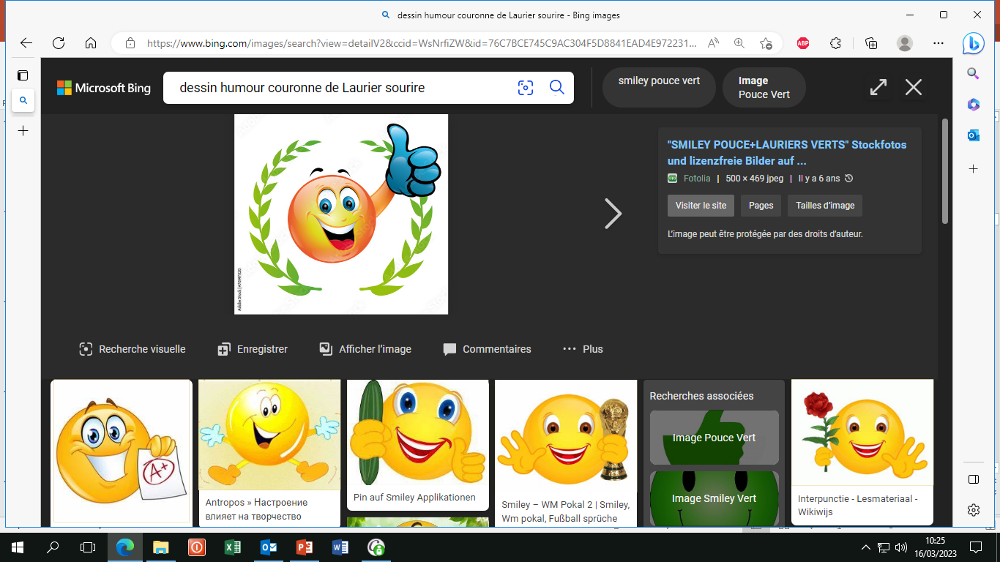 dessin humour couronne de Laurier sourire - Bing images
https://www.bing.com/images/search?view=detailV2&ccid=WsNrfiZW&id=76C7BCE745C9AC304F5D8841EAD4E972231...
ABP
Microsoft Bing
dessin humour couronne de Laurier sourire
smiley pouce vert
Image
Pouce Vert
"SMILEY POUCE+LAURIERS VERTS" Stockfotos
und lizenzfreie Bilder auf ...
Fotolia | 500 × 469 jpeg | Il y a 6 ans
Visiter le site
Pages
Tailles d'image
L'image peut être protégée par des droits d'auteur.
Recherche visuelle
Enregistrer
Afficher l'image
Commentaires
Plus
A+
Antropos » Настроение
влияет на творчество
Pin auf Smiley Applikationen
Smiley – WM Pokal 2 | Smiley,
Wm pokal, Fußball sprüche
Recherches associées
Image Pouce Vert
Image Smiley Vert
Interpunctie - Lesmateriaal -
Wikiwijs
10:25
16/03/2023